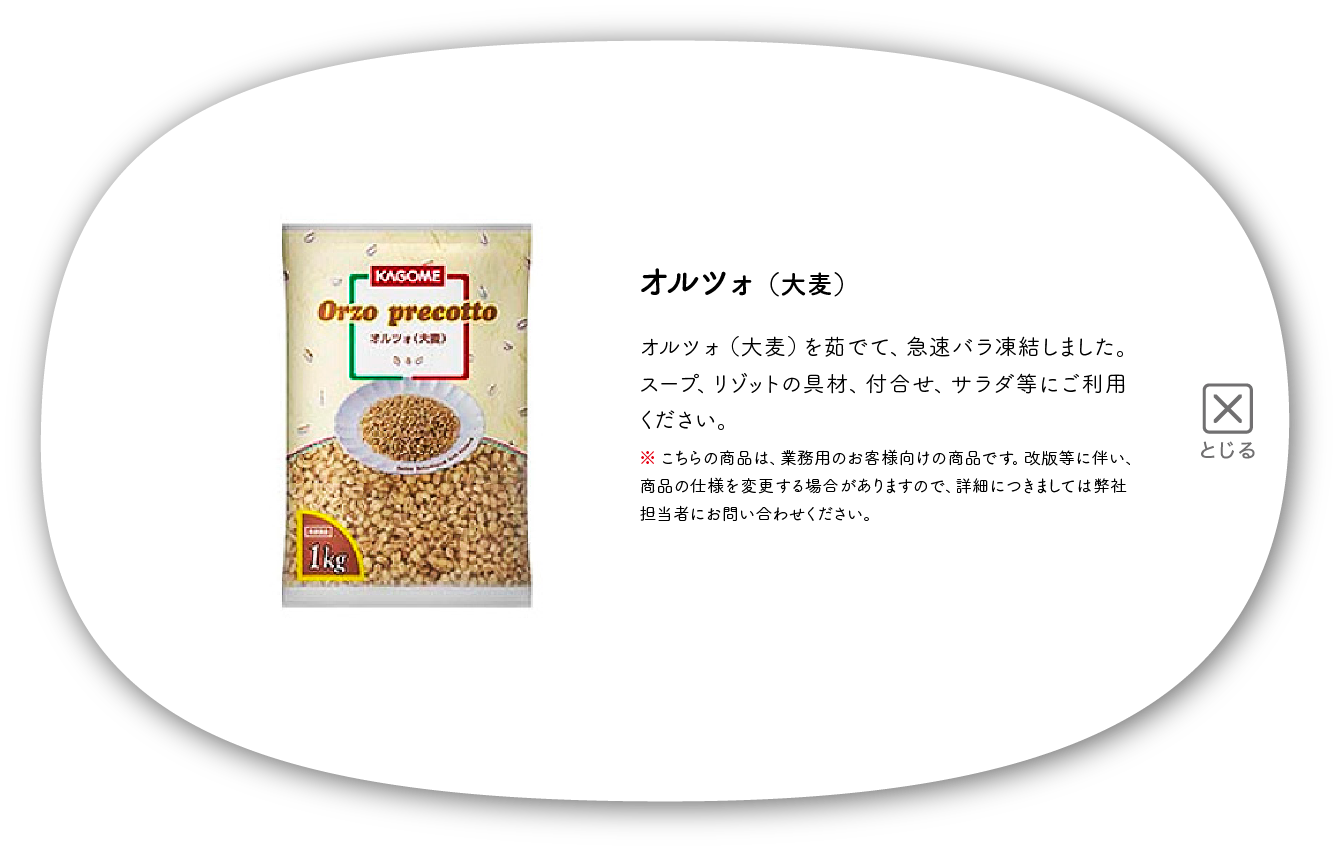 KAGOME
Orzo precotto
オルツォ(大麦)
1kg
オルツォ(大麦)
オルツォ(大麦)を茹でて、急速バラ凍結しました。
スープ、リゾットの具材、付合せ、サラダ等にご利用
ください。
※ こちらの商品は、業務用のお客様向けの商品です。改版等に伴い、
商品の仕様を変更する場合がありますので、詳細につきましては弊社
担当者にお問い合わせください。
とじる